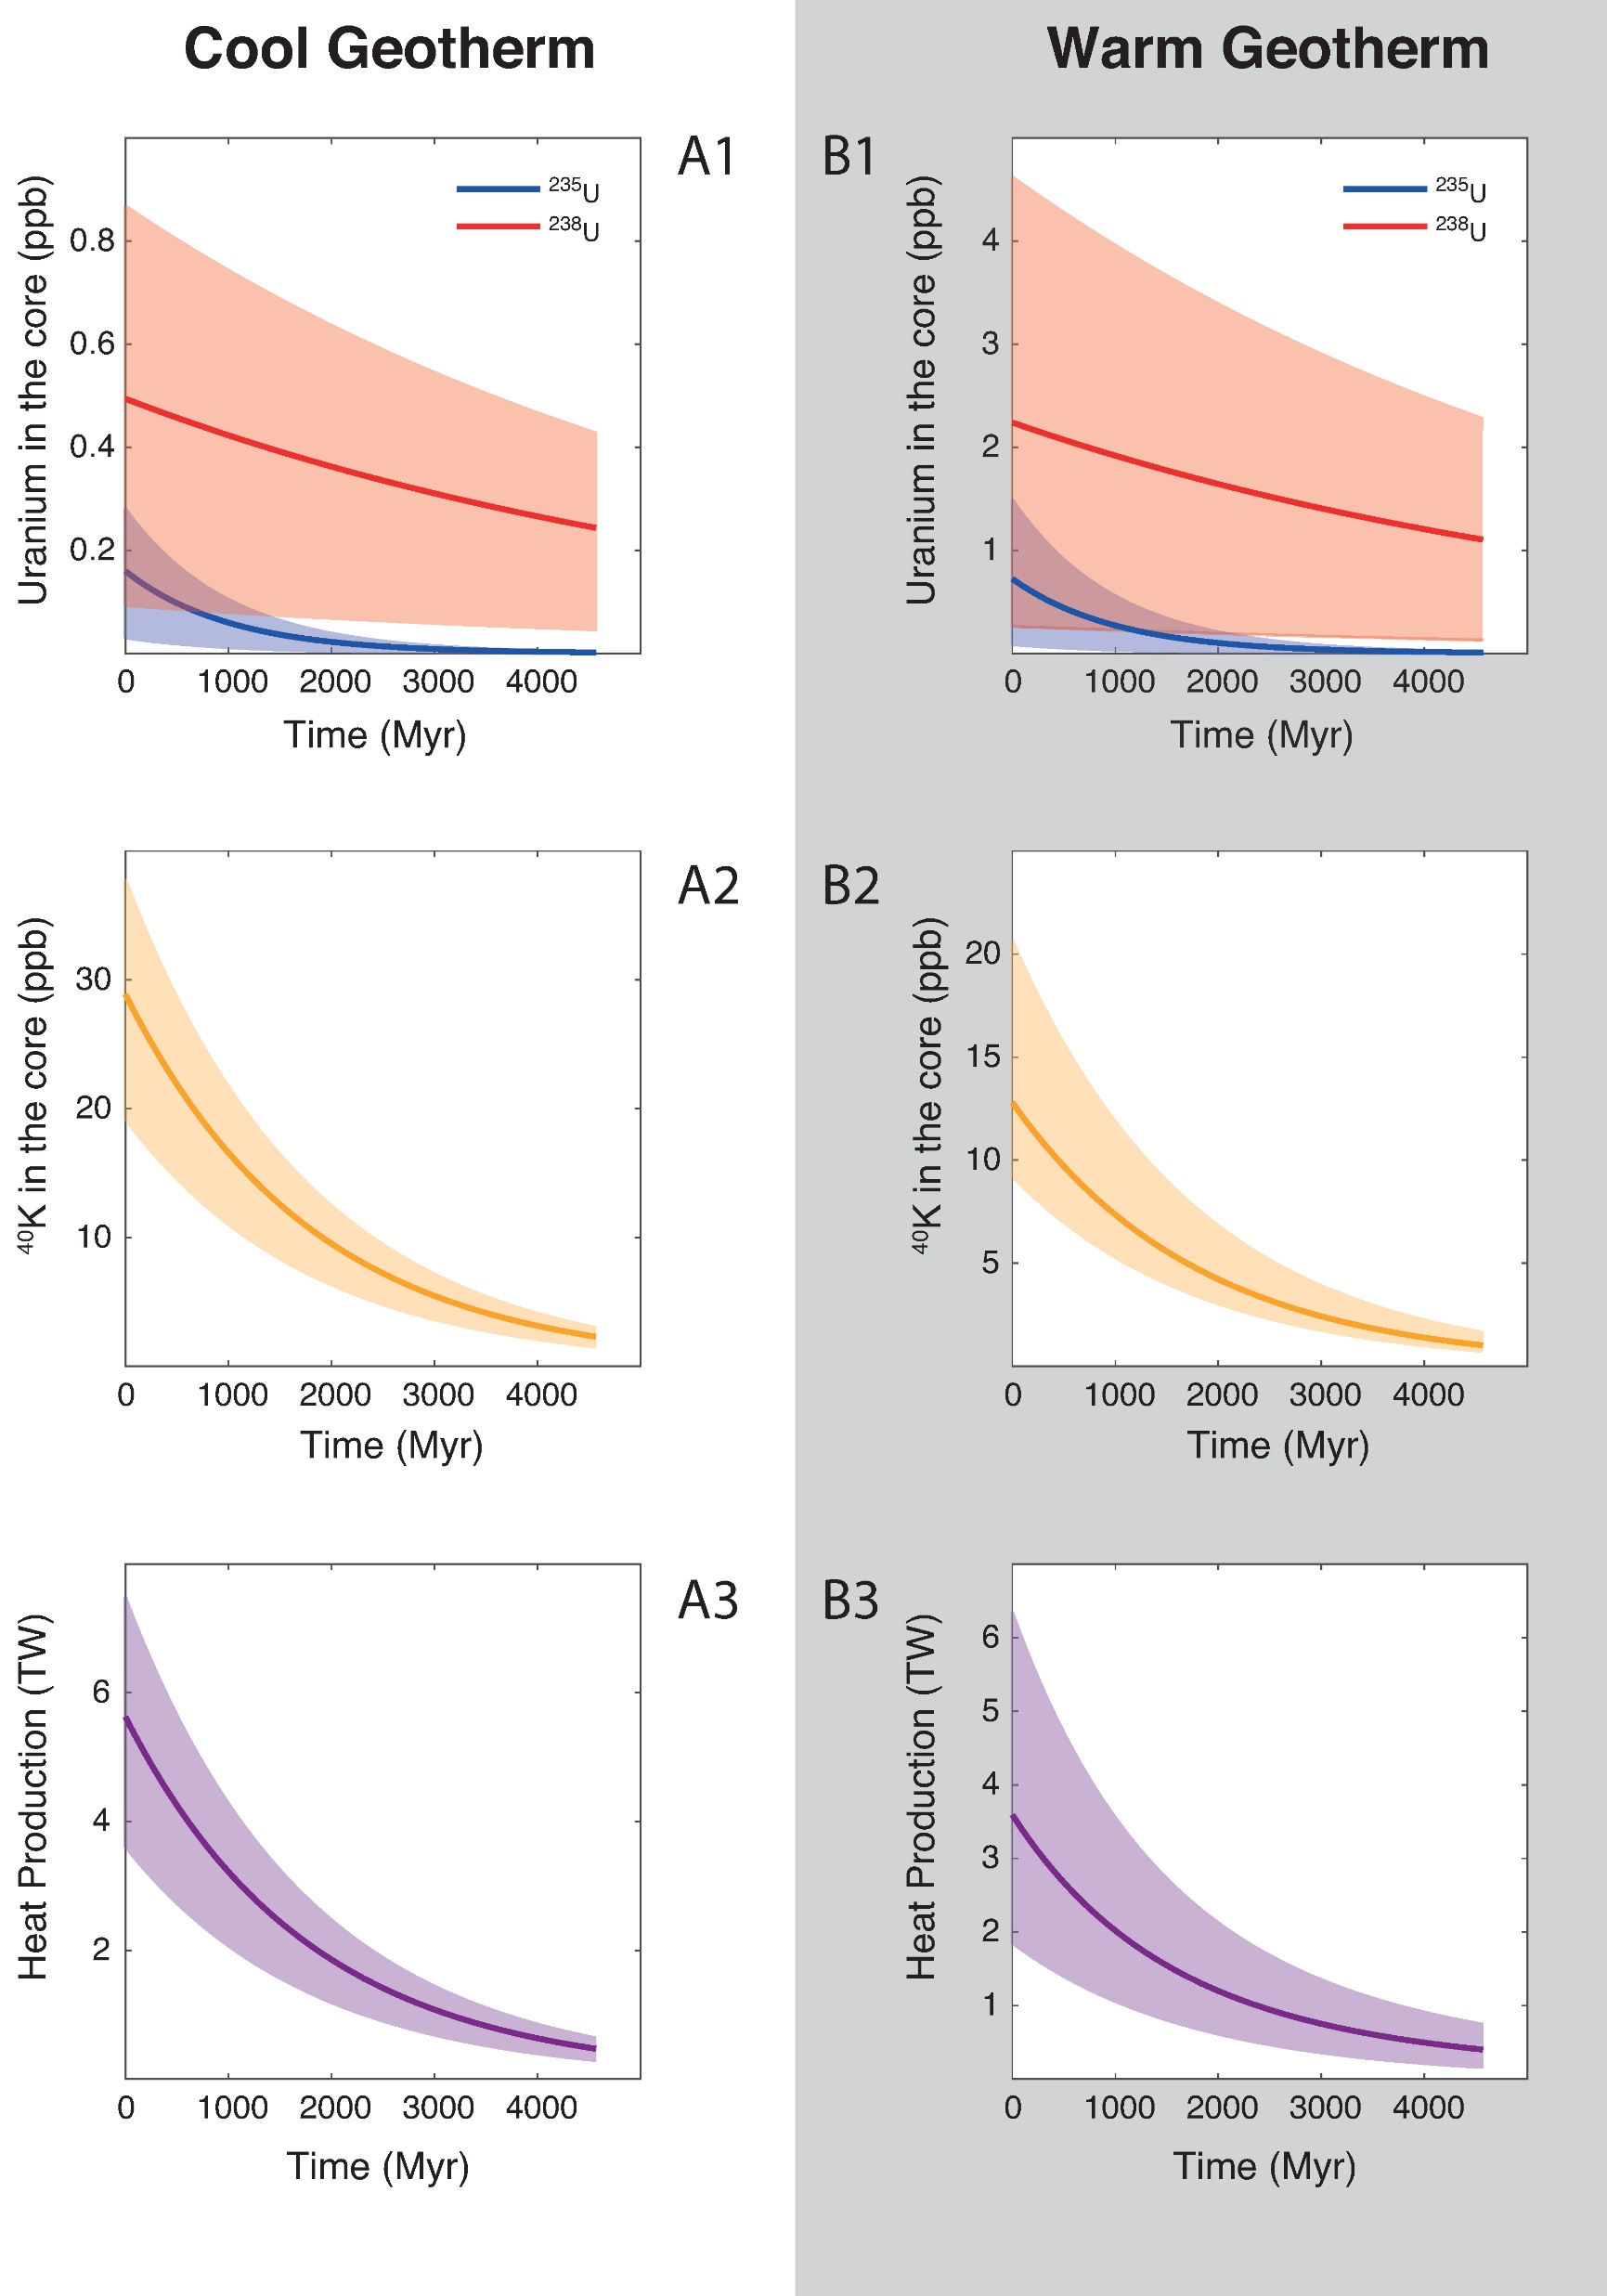 Cool Geotherm
Warm Geotherm
A1
Uranium in the core (ppb)
0.8
0.6
0.4
0.2
²³⁵U
²³⁸U
0 1000 2000 3000 4000
Time (Myr)
B1
Uranium in the core (ppb)
4
3
2
1
²³⁵U
²³⁸U
0 1000 2000 3000 4000
Time (Myr)
A2
⁴⁰K in the core (ppb)
30
20
10
0 1000 2000 3000 4000
Time (Myr)
B2
⁴⁰K in the core (ppb)
20
15
10
5
0 1000 2000 3000 4000
Time (Myr)
A3
Heat Production (TW)
6
4
2
0 1000 2000 3000 4000
Time (Myr)
B3
Heat Production (TW)
6
5
4
3
2
1
0 1000 2000 3000 4000
Time (Myr)